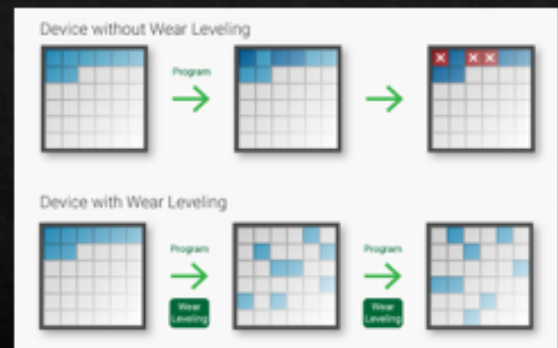 Device without Wear Leveling
Program
Device with Wear Leveling
Program
Program
Wear
Leveling
Wear
Leveling